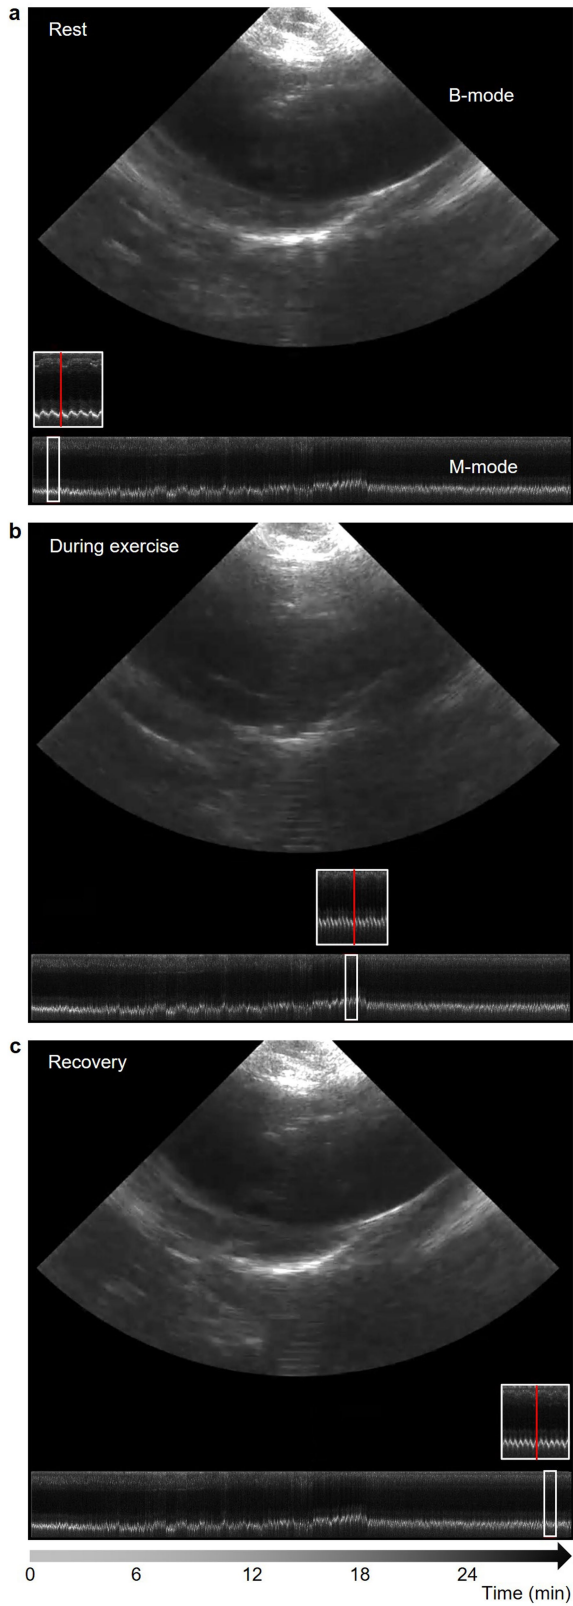 a
Rest
B-mode
M-mode
b
During exercise
c
Recovery
0 6 12 18 24
Time (min)